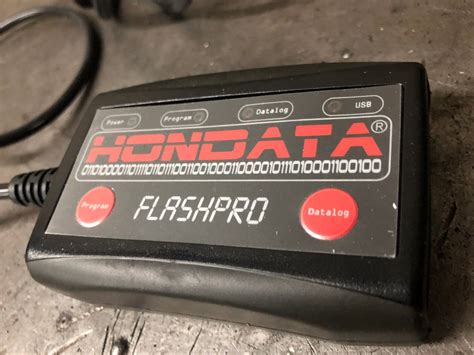 Power Program Datalog USB
HONDATA®
Program FLASHPRO Datalog